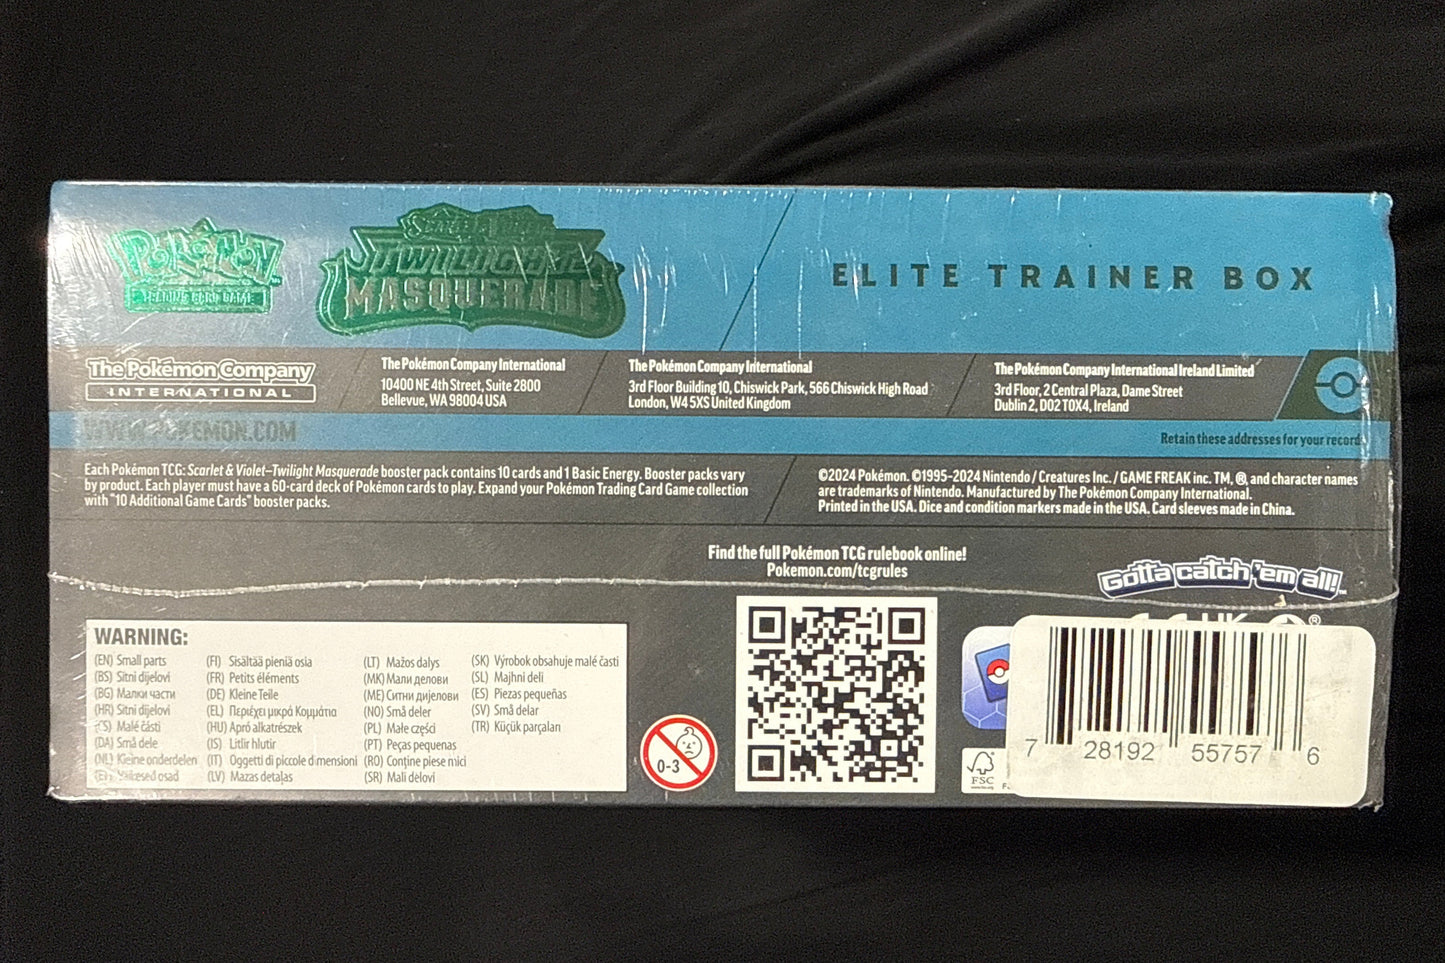 Pokémon
TRADING CARD GAME
SCARLET & VIOLET
TWILIGHT
MASQUERADE
ELITE TRAINER BOX
The Pokémon Company
INTERNATIONAL
The Pokémon Company International
10400 NE 4th Street, Suite 2800
Bellevue, WA 98004 USA
The Pokémon Company International
3rd Floor Building 10, Chiswick Park, 566 Chiswick High Road
London, W4 5XS United Kingdom
The Pokémon Company International Ireland Limited
3rd Floor, 2 Central Plaza, Dame Street
Dublin 2, D02 T0X4, Ireland
WWW.POKEMON.COM
Retain these addresses for your records.
Each Pokémon TCG: Scarlet & Violet–Twilight Masquerade booster pack contains 10 cards and 1 Basic Energy. Booster packs vary
by product. Each player must have a 60-card deck of Pokémon cards to play. Expand your Pokémon Trading Card Game collection
with "10 Additional Game Cards" booster packs.
©2024 Pokémon. ©1995–2024 Nintendo / Creatures Inc. / GAME FREAK inc. TM, ®, and character names
are trademarks of Nintendo. Manufactured by The Pokémon Company International.
Printed in the USA. Dice and condition markers made in the USA. Card sleeves made in China.
Find the full Pokémon TCG rulebook online!
Pokemon.com/tcgrules
Gotta catch 'em all!™
WARNING:
(EN) Small parts
(BS) Sitni dijelovi
(BG) Малки части
(HR) Sitni dijelovi
(CS) Malé části
(DA) Små dele
(NL) Kleine onderdelen
(ET) Väikesed osad
(FI) Sisältää pieniä osia
(FR) Petits éléments
(DE) Kleine Teile
(EL) Περιέχει μικρά Κομμάτια
(HU) Apró alkatrészek
(IS) Litlir hlutir
(IT) Oggetti di piccole dimensioni
(LV) Mazas detaļas
(LT) Mažos dalys
(MK) Мали делови
(ME) Ситни дијелови
(NO) Små deler
(PL) Małe części
(PT) Peças pequenas
(RO) Conține piese mici
(SR) Mali delovi
(SK) Výrobok obsahuje malé časti
(SL) Majhni deli
(ES) Piezas pequeñas
(SV) Små delar
(TR) Küçük parçaları
0-3
FSC
7 28192 55757 6